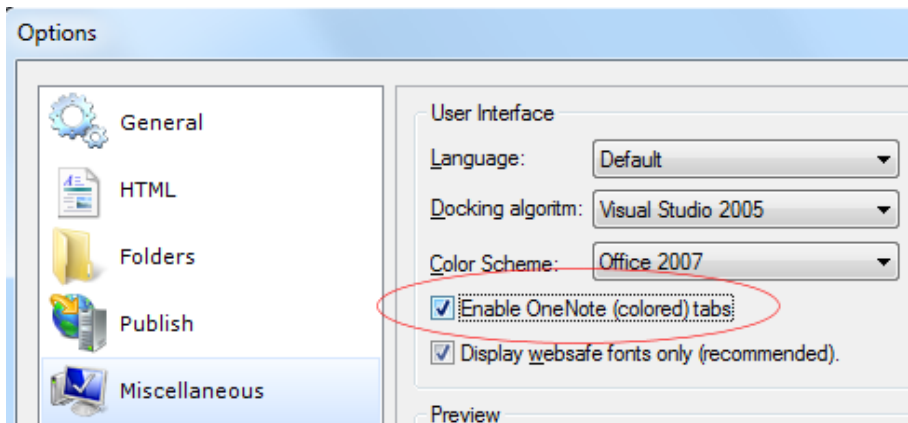 Options
General
HTML
Folders
Publish
Miscellaneous
User Interface
Language: Default
Docking algoritm: Visual Studio 2005
Color Scheme: Office 2007
Enable OneNote (colored) tabs
Display websafe fonts only (recommended).
Preview